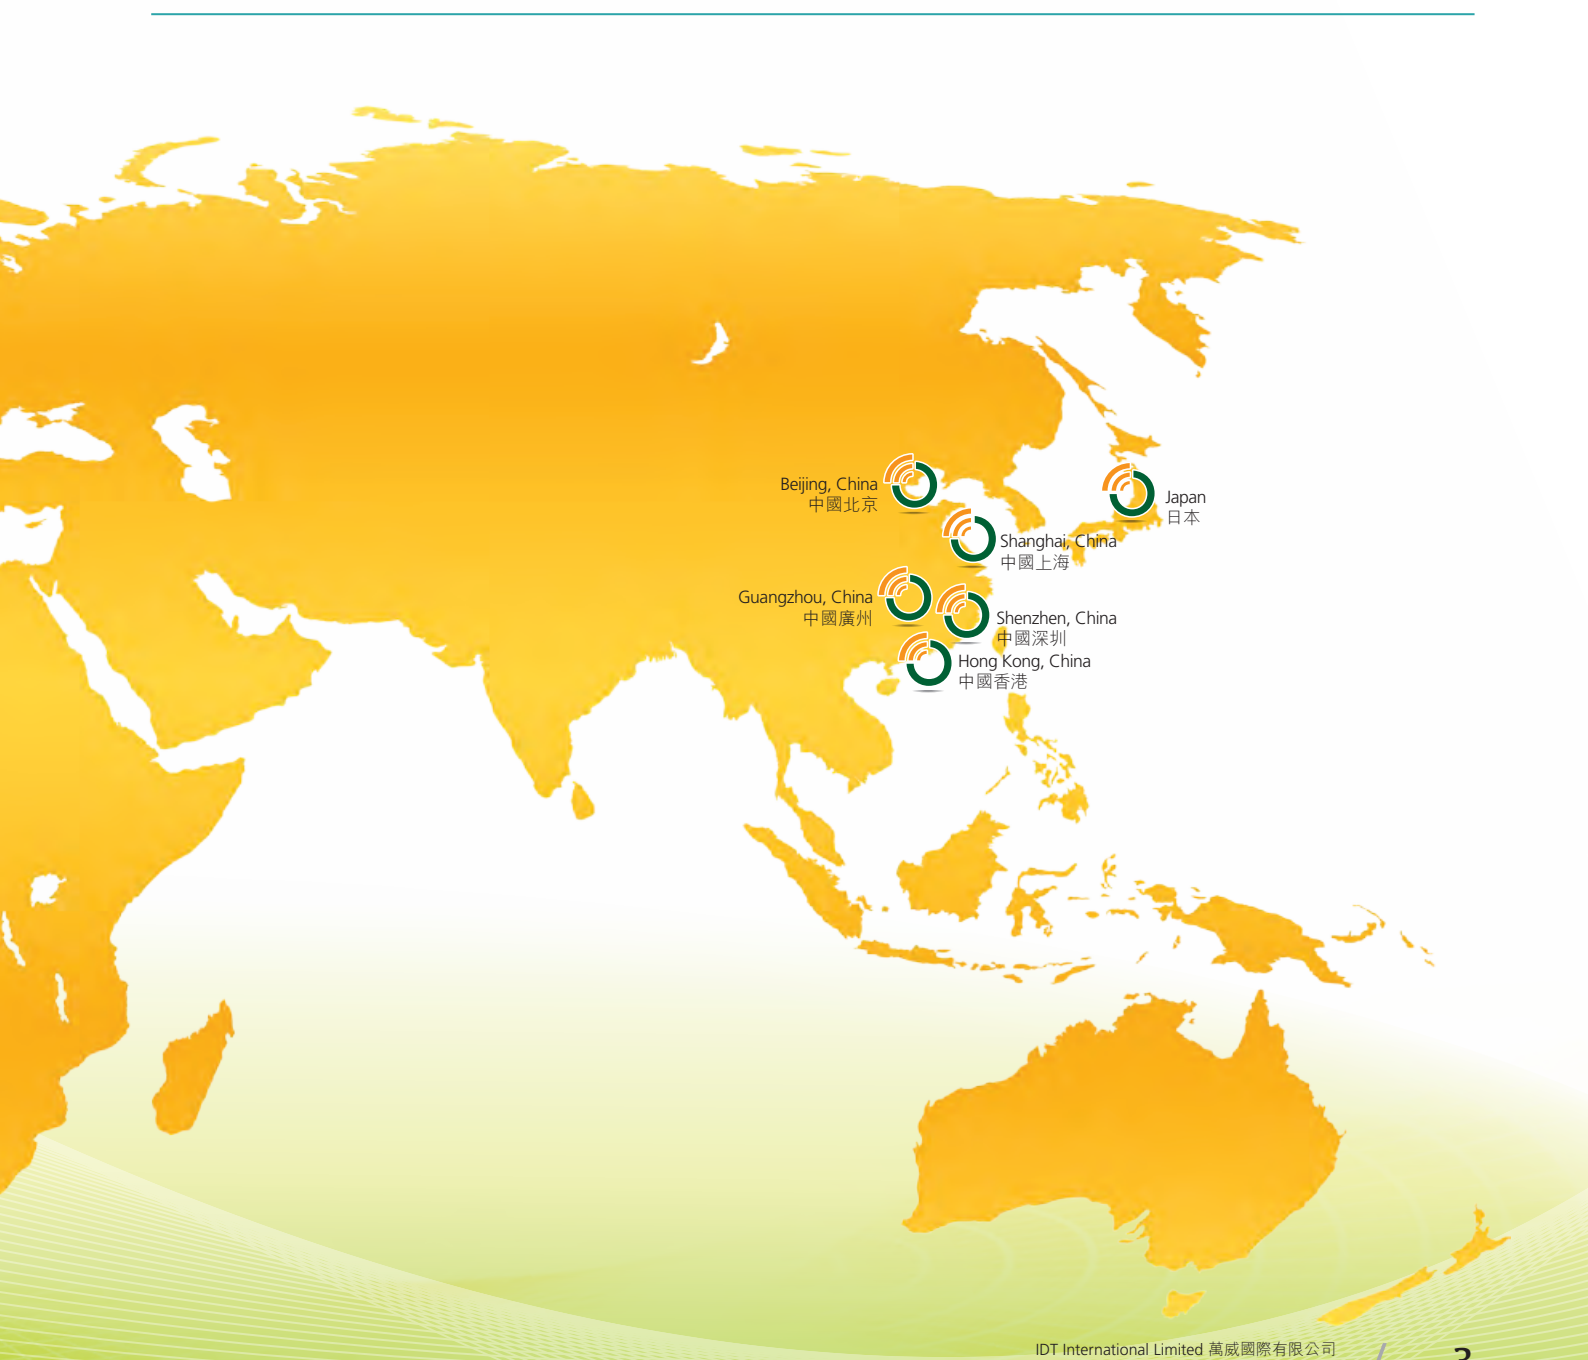 Beijing, China
中國北京
Japan
日本
Shanghai, China
中國上海
Guangzhou, China
中國廣州
Shenzhen, China
中國深圳
Hong Kong, China
中國香港
IDT International Limited 萬威國際有限公司
3